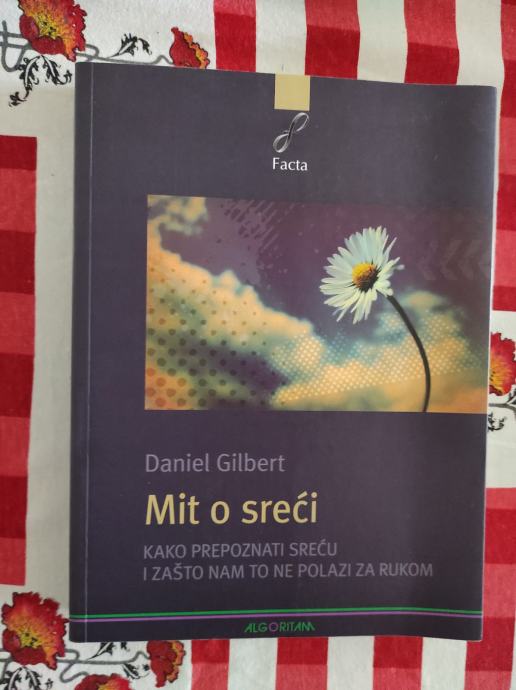 Facta
Daniel Gilbert
Mit o sreći
KAKO PREPOZNATI SREĆU
I ZAŠTO NAM TO NE POLAZI ZA RUKOM
ALGORITAM